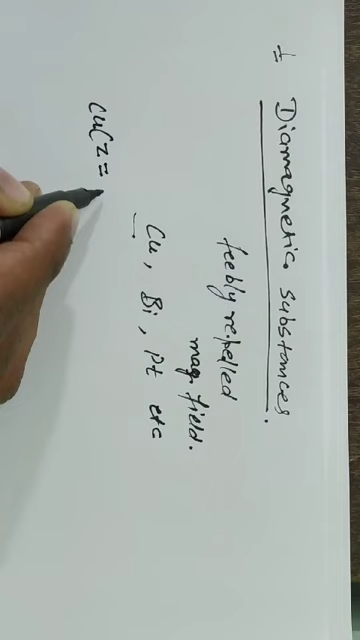 1 Diamagnetic substances.
feebly repelled
mag. field.
Cu, Bi, Pt etc
Cu(Z=